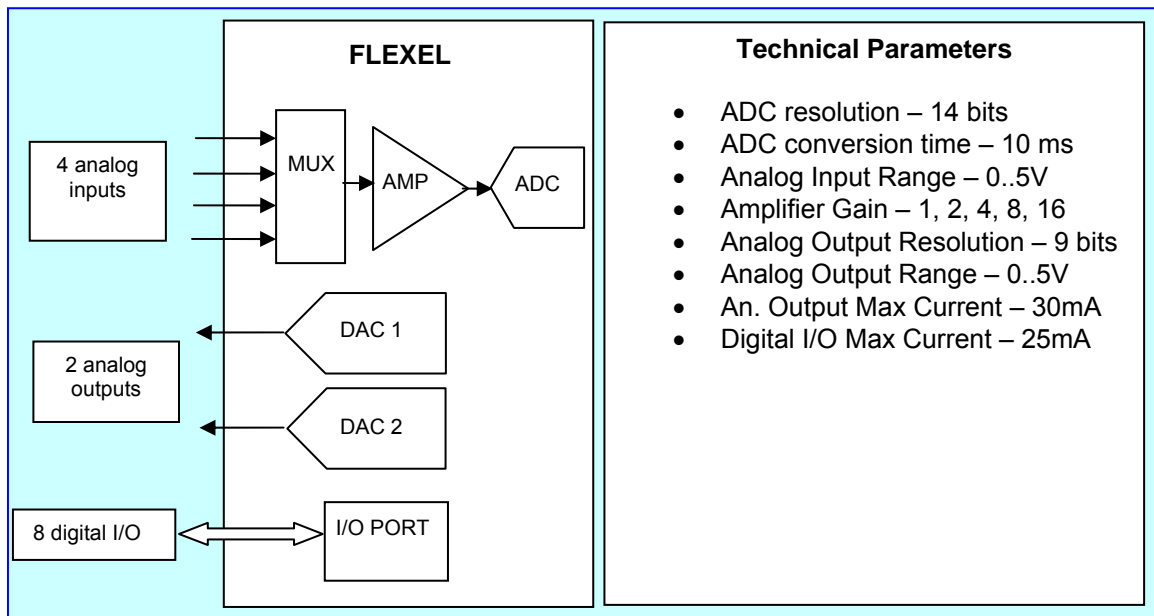 FLEXEL
4 analog
inputs
MUX
AMP
ADC
DAC 1
2 analog
outputs
DAC 2
8 digital I/O
I/O PORT
Technical Parameters
• ADC resolution – 14 bits
• ADC conversion time – 10 ms
• Analog Input Range – 0..5V
• Amplifier Gain – 1, 2, 4, 8, 16
• Analog Output Resolution – 9 bits
• Analog Output Range – 0..5V
• An. Output Max Current – 30mA
• Digital I/O Max Current – 25mA